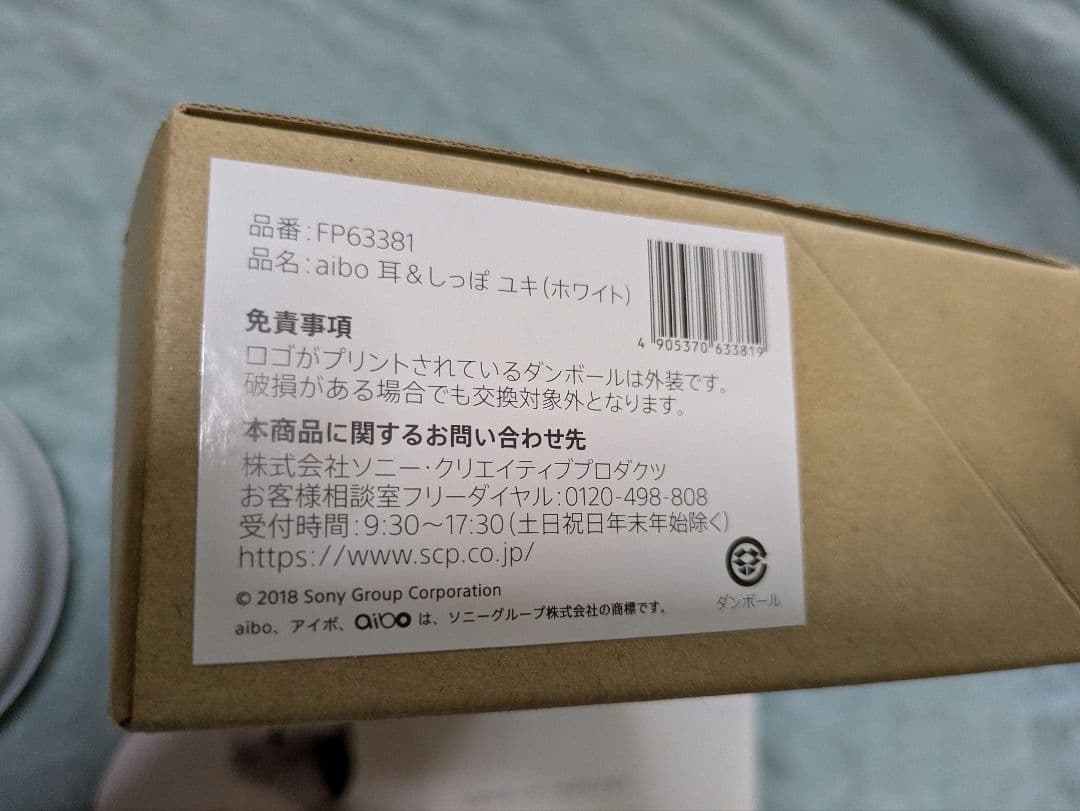 品番:FP63381
品名:aibo 耳&しっぽ ユキ(ホワイト)
4 905370 633819
免責事項
ロゴがプリントされているダンボールは外装です。
破損がある場合でも交換対象外となります。
本商品に関するお問い合わせ先
株式会社ソニー・クリエイティブプロダクツ
お客様相談室フリーダイヤル:0120-498-808
受付時間:9:30〜17:30(土日祝日年末年始除く)
https://www.scp.co.jp/
© 2018 Sony Group Corporation
aibo、アイボ、aibo は、ソニーグループ株式会社の商標です。
ダンボール